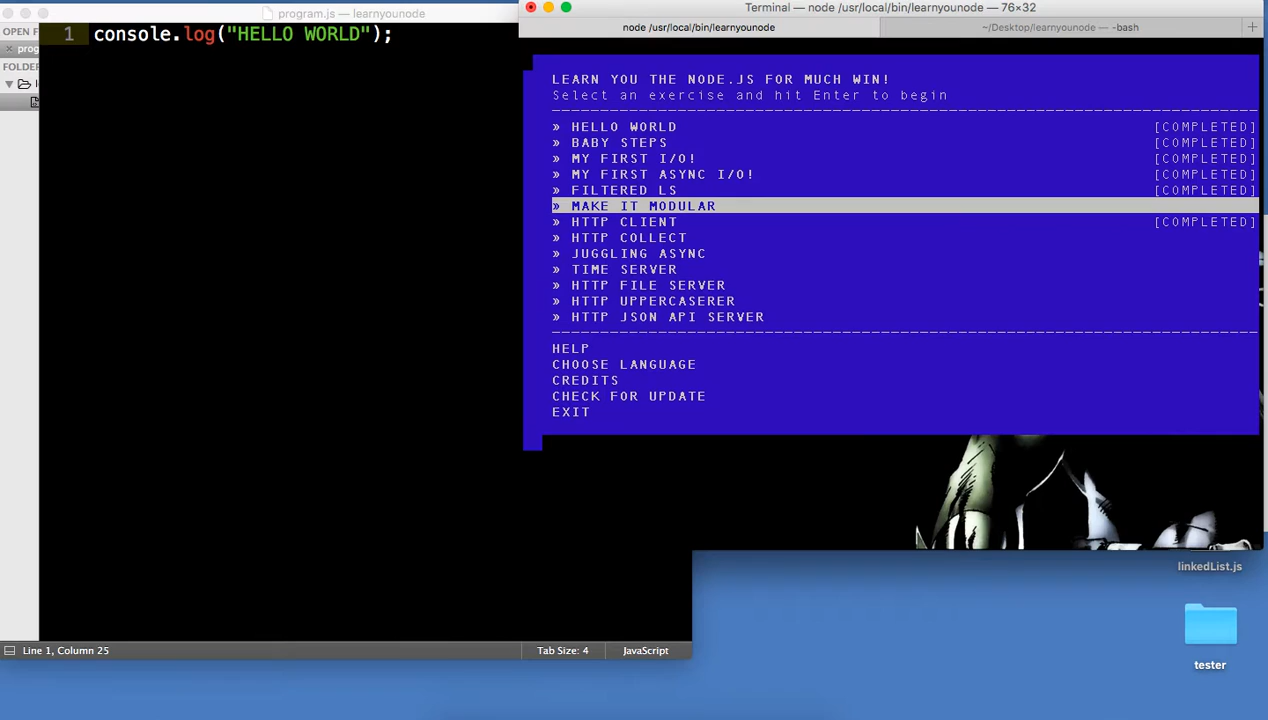 program.js — learnyounode
OPEN F
prog
FOLDER
1 console.log("HELLO WORLD");
Line 1, Column 25
Tab Size: 4
JavaScript
Terminal — node /usr/local/bin/learnyounode — 76×32
node /usr/local/bin/learnyounode
~/Desktop/learnyounode — -bash
LEARN YOU THE NODE.JS FOR MUCH WIN!
Select an exercise and hit Enter to begin
» HELLO WORLD [COMPLETED]
» BABY STEPS [COMPLETED]
» MY FIRST I/O! [COMPLETED]
» MY FIRST ASYNC I/O! [COMPLETED]
» FILTERED LS [COMPLETED]
» MAKE IT MODULAR
» HTTP CLIENT [COMPLETED]
» HTTP COLLECT
» JUGGLING ASYNC
» TIME SERVER
» HTTP FILE SERVER
» HTTP UPPERCASERER
» HTTP JSON API SERVER
HELP
CHOOSE LANGUAGE
CREDITS
CHECK FOR UPDATE
EXIT
linkedList.js
tester